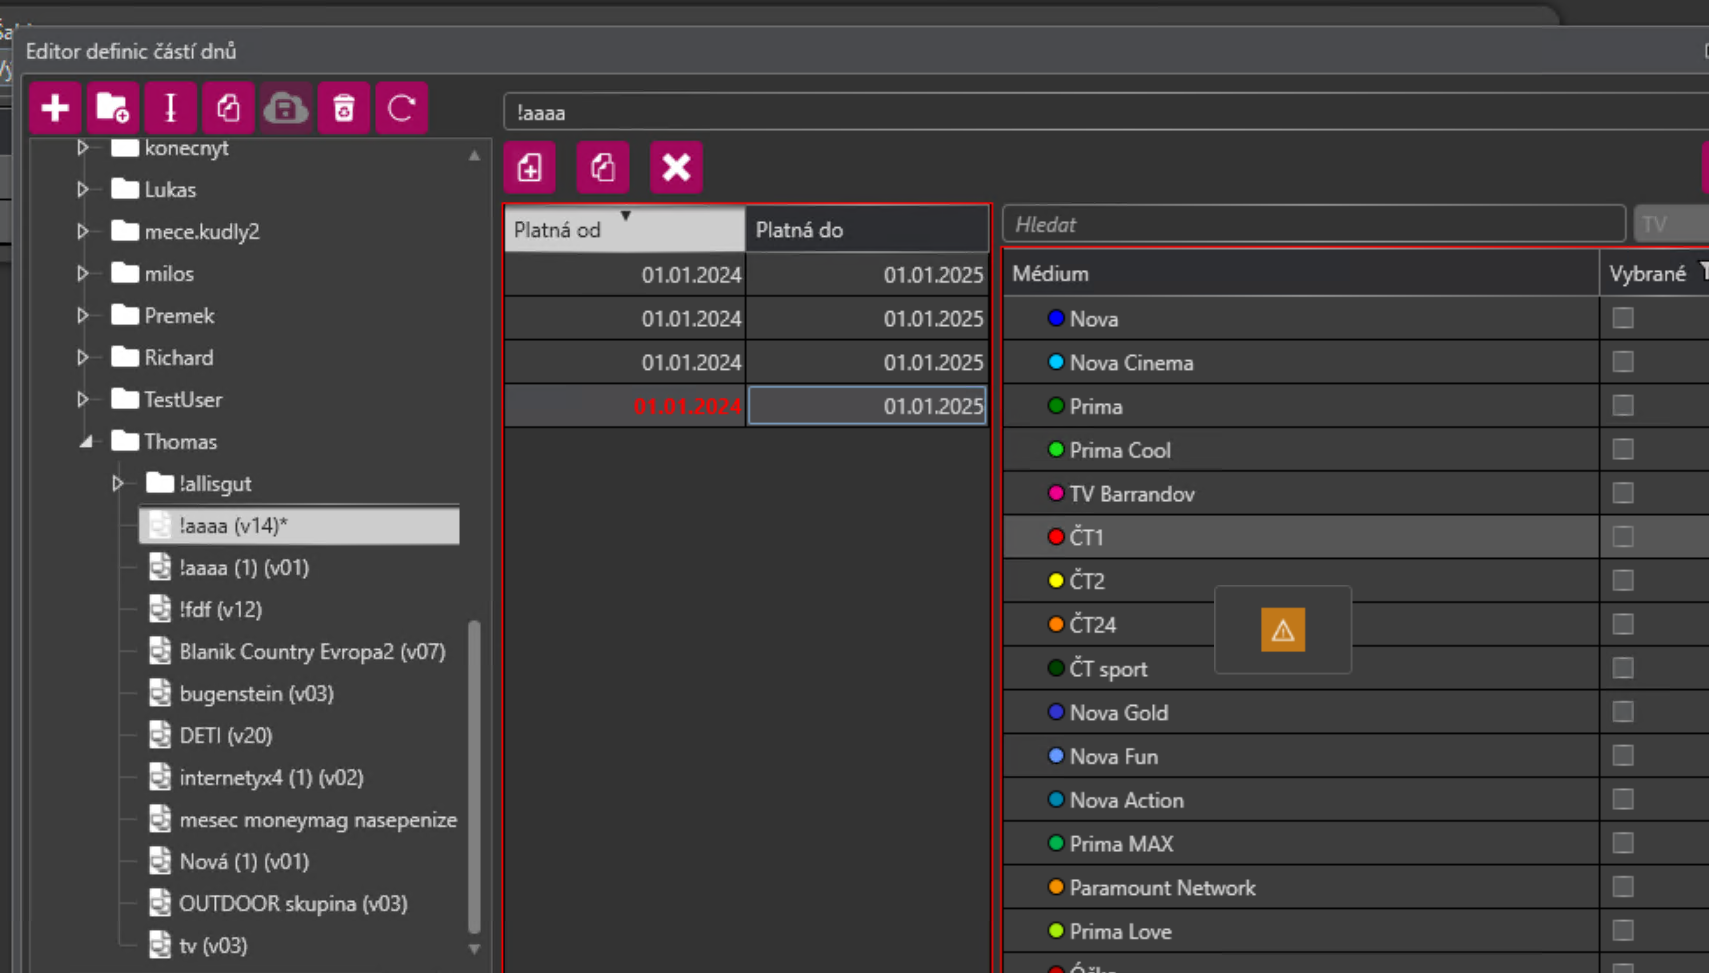 Editor definic částí dnů
!aaaa
konecnyt
Lukas
mece.kudly2
milos
Premek
Richard
TestUser
Thomas
!allisgut
!aaaa (v14)*
!aaaa (1) (v01)
!fdf (v12)
Blanik Country Evropa2 (v07)
bugenstein (v03)
DETI (v20)
internetyx4 (1) (v02)
mesec moneymag nasepenize
Nová (1) (v01)
OUTDOOR skupina (v03)
tv (v03)
Platná od Platná do
01.01.2024 01.01.2025
01.01.2024 01.01.2025
01.01.2024 01.01.2025
01.01.2024 01.01.2025
Hledat TV
Médium Vybrané
Nova
Nova Cinema
Prima
Prima Cool
TV Barrandov
ČT1
ČT2
ČT24
ČT sport
Nova Gold
Nova Fun
Nova Action
Prima MAX
Paramount Network
Prima Love